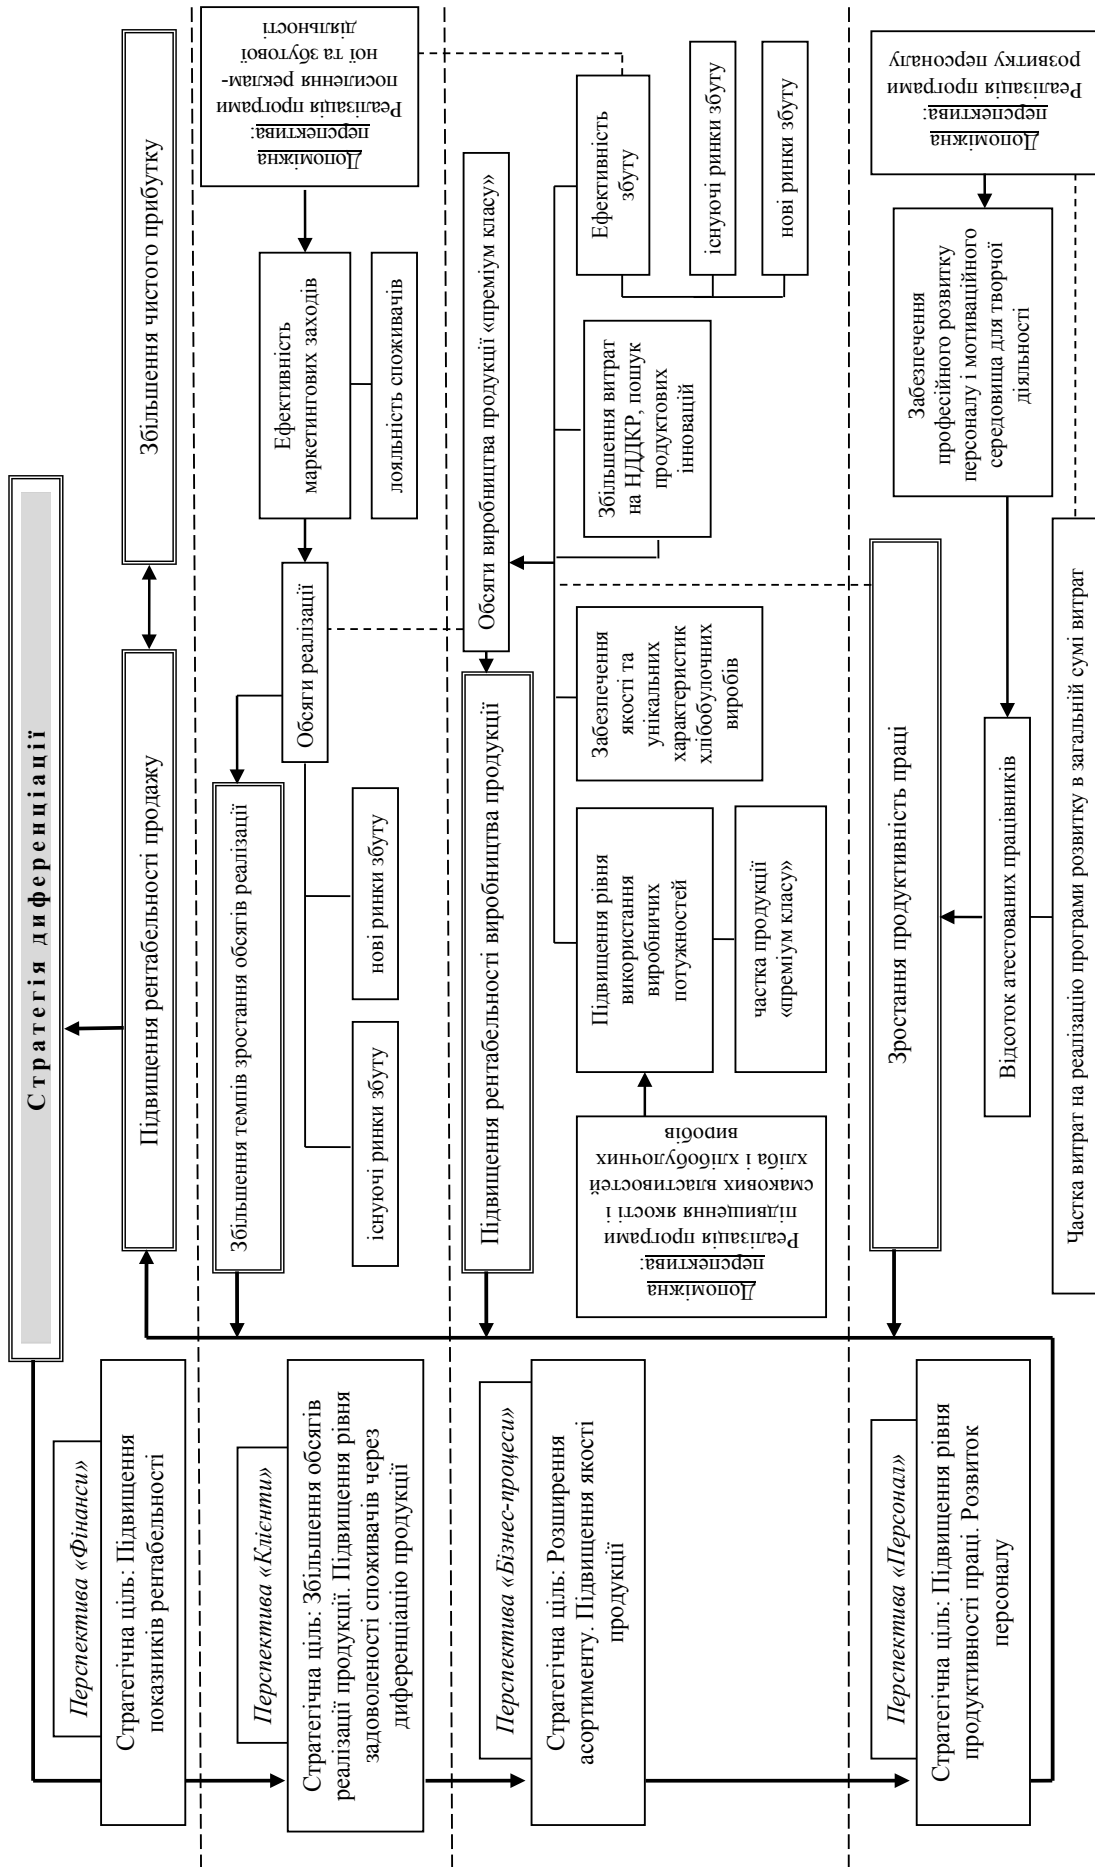 Стратегія диференціації
Перспектива «Фінанси»
Стратегічна ціль: Підвищення
показників рентабельності
Підвищення рентабельності продажу
Збільшення чистого прибутку
Перспектива «Клієнти»
Стратегічна ціль: Збільшення обсягів
реалізації продукції. Підвищення рівня
задоволеності споживачів через
диференціацію продукції
Збільшення темпів зростання обсягів реалізації
Обсяги реалізації
існуючі ринки збуту
нові ринки збуту
Ефективність
маркетингових заходів
лояльність споживачів
Допоміжна
перспектива:
Реалізація програми
посилення реклам-
ної та збутової
діяльності
Перспектива «Бізнес-процеси»
Стратегічна ціль: Розширення
асортименту. Підвищення якості
продукції
Підвищення рентабельності виробництва продукції
Обсяги виробництва продукції «преміум класу»
Допоміжна
перспектива:
Реалізація програми
підвищення якості і
смакових властивостей
хліба і хлібобулочних
виробів
Підвищення рівня
використання
виробничих
потужностей
частка продукції
«преміум класу»
Забезпечення
якості та
унікальних
характеристик
хлібобулочних
виробів
Збільшення витрат
на НДДКР, пошук
продуктових
інновацій
Ефективність
збуту
існуючі ринки збуту
нові ринки збуту
Перспектива «Персонал»
Стратегічна ціль: Підвищення рівня
продуктивності праці. Розвиток
персоналу
Зростання продуктивність праці
Відсоток атестованих працівників
Забезпечення
професійного розвитку
персоналу і мотиваційного
середовища для творчої
діяльності
Допоміжна
перспектива:
Реалізація програми
розвитку персоналу
Частка витрат на реалізацію програми розвитку в загальній сумі витрат